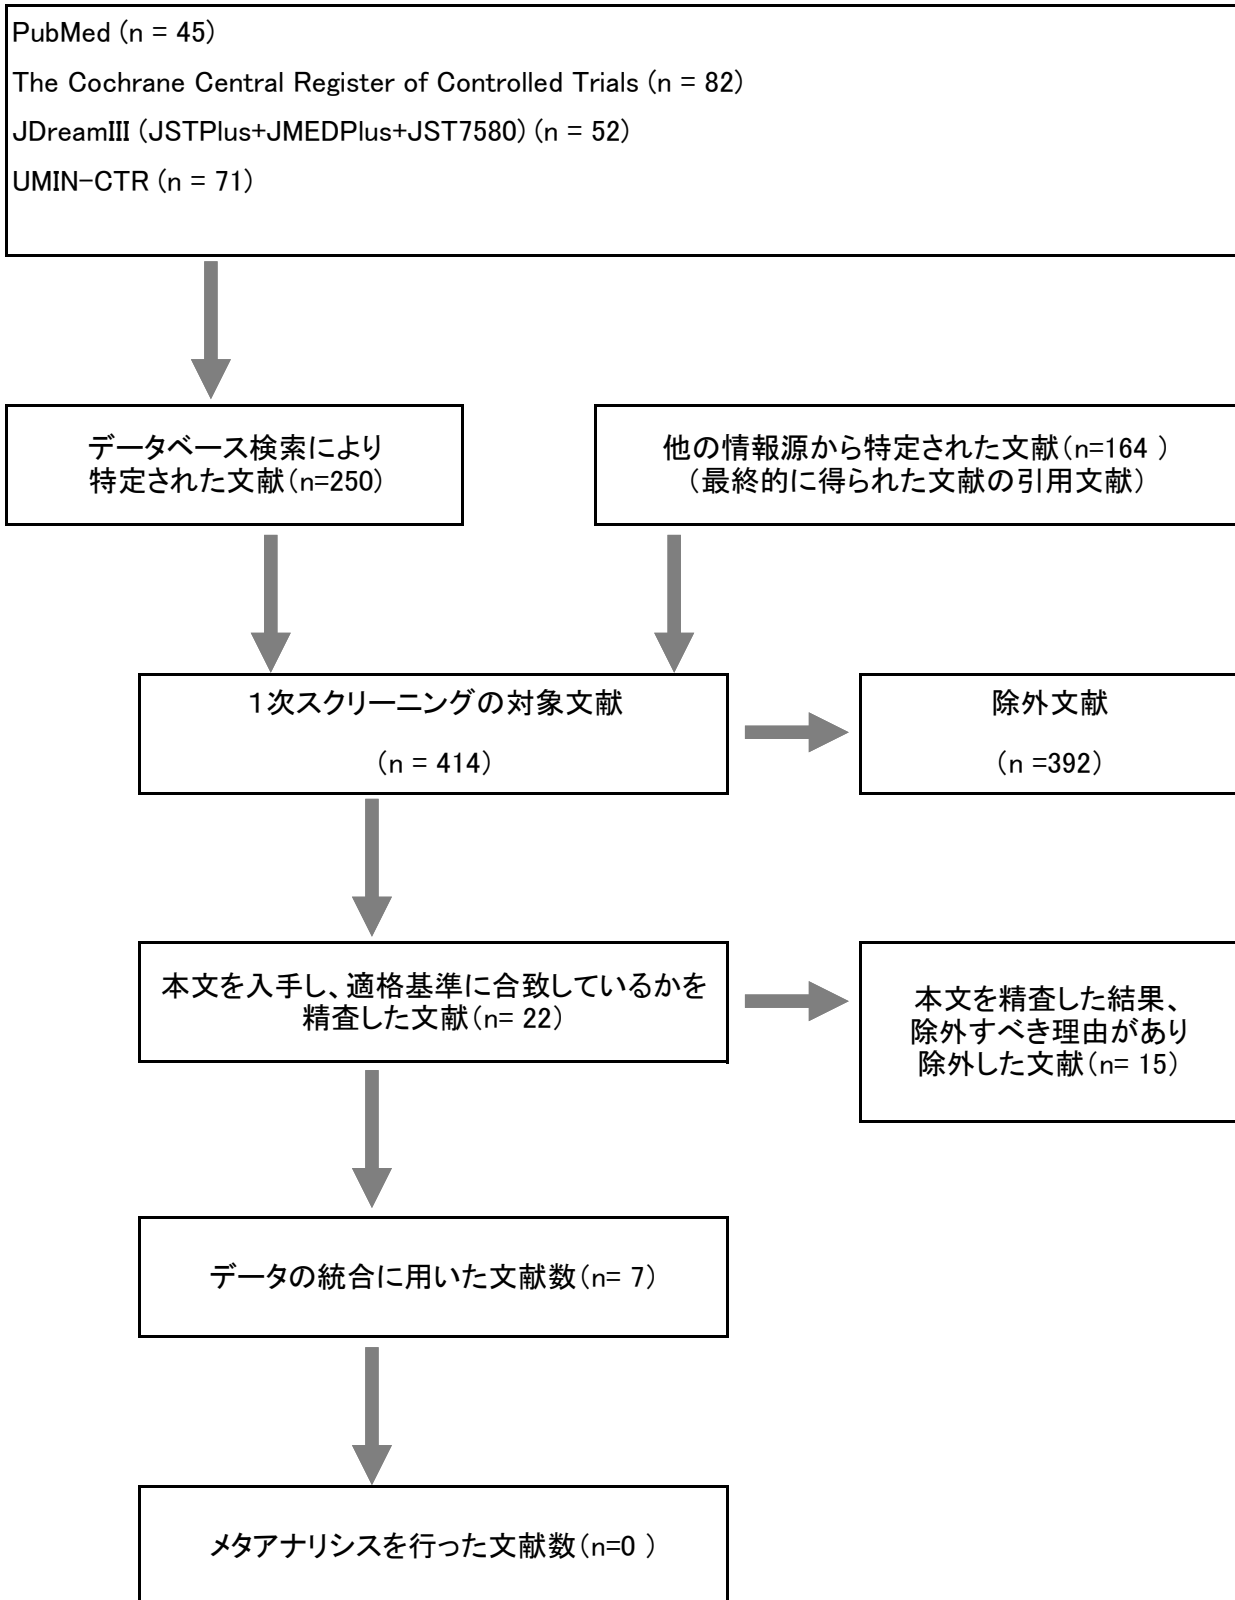 PubMed (n = 45)
The Cochrane Central Register of Controlled Trials (n = 82)
JDreamIII (JSTPlus+JMEDPlus+JST7580) (n = 52)
UMIN-CTR (n = 71)
データベース検索により
特定された文献(n=250)
他の情報源から特定された文献(n=164 )
(最終的に得られた文献の引用文献)
1次スクリーニングの対象文献
(n = 414)
除外文献
(n =392)
本文を入手し、適格基準に合致しているかを
精査した文献(n= 22)
本文を精査した結果、
除外すべき理由があり
除外した文献(n= 15)
データの統合に用いた文献数(n= 7)
メタアナリシスを行った文献数(n=0 )